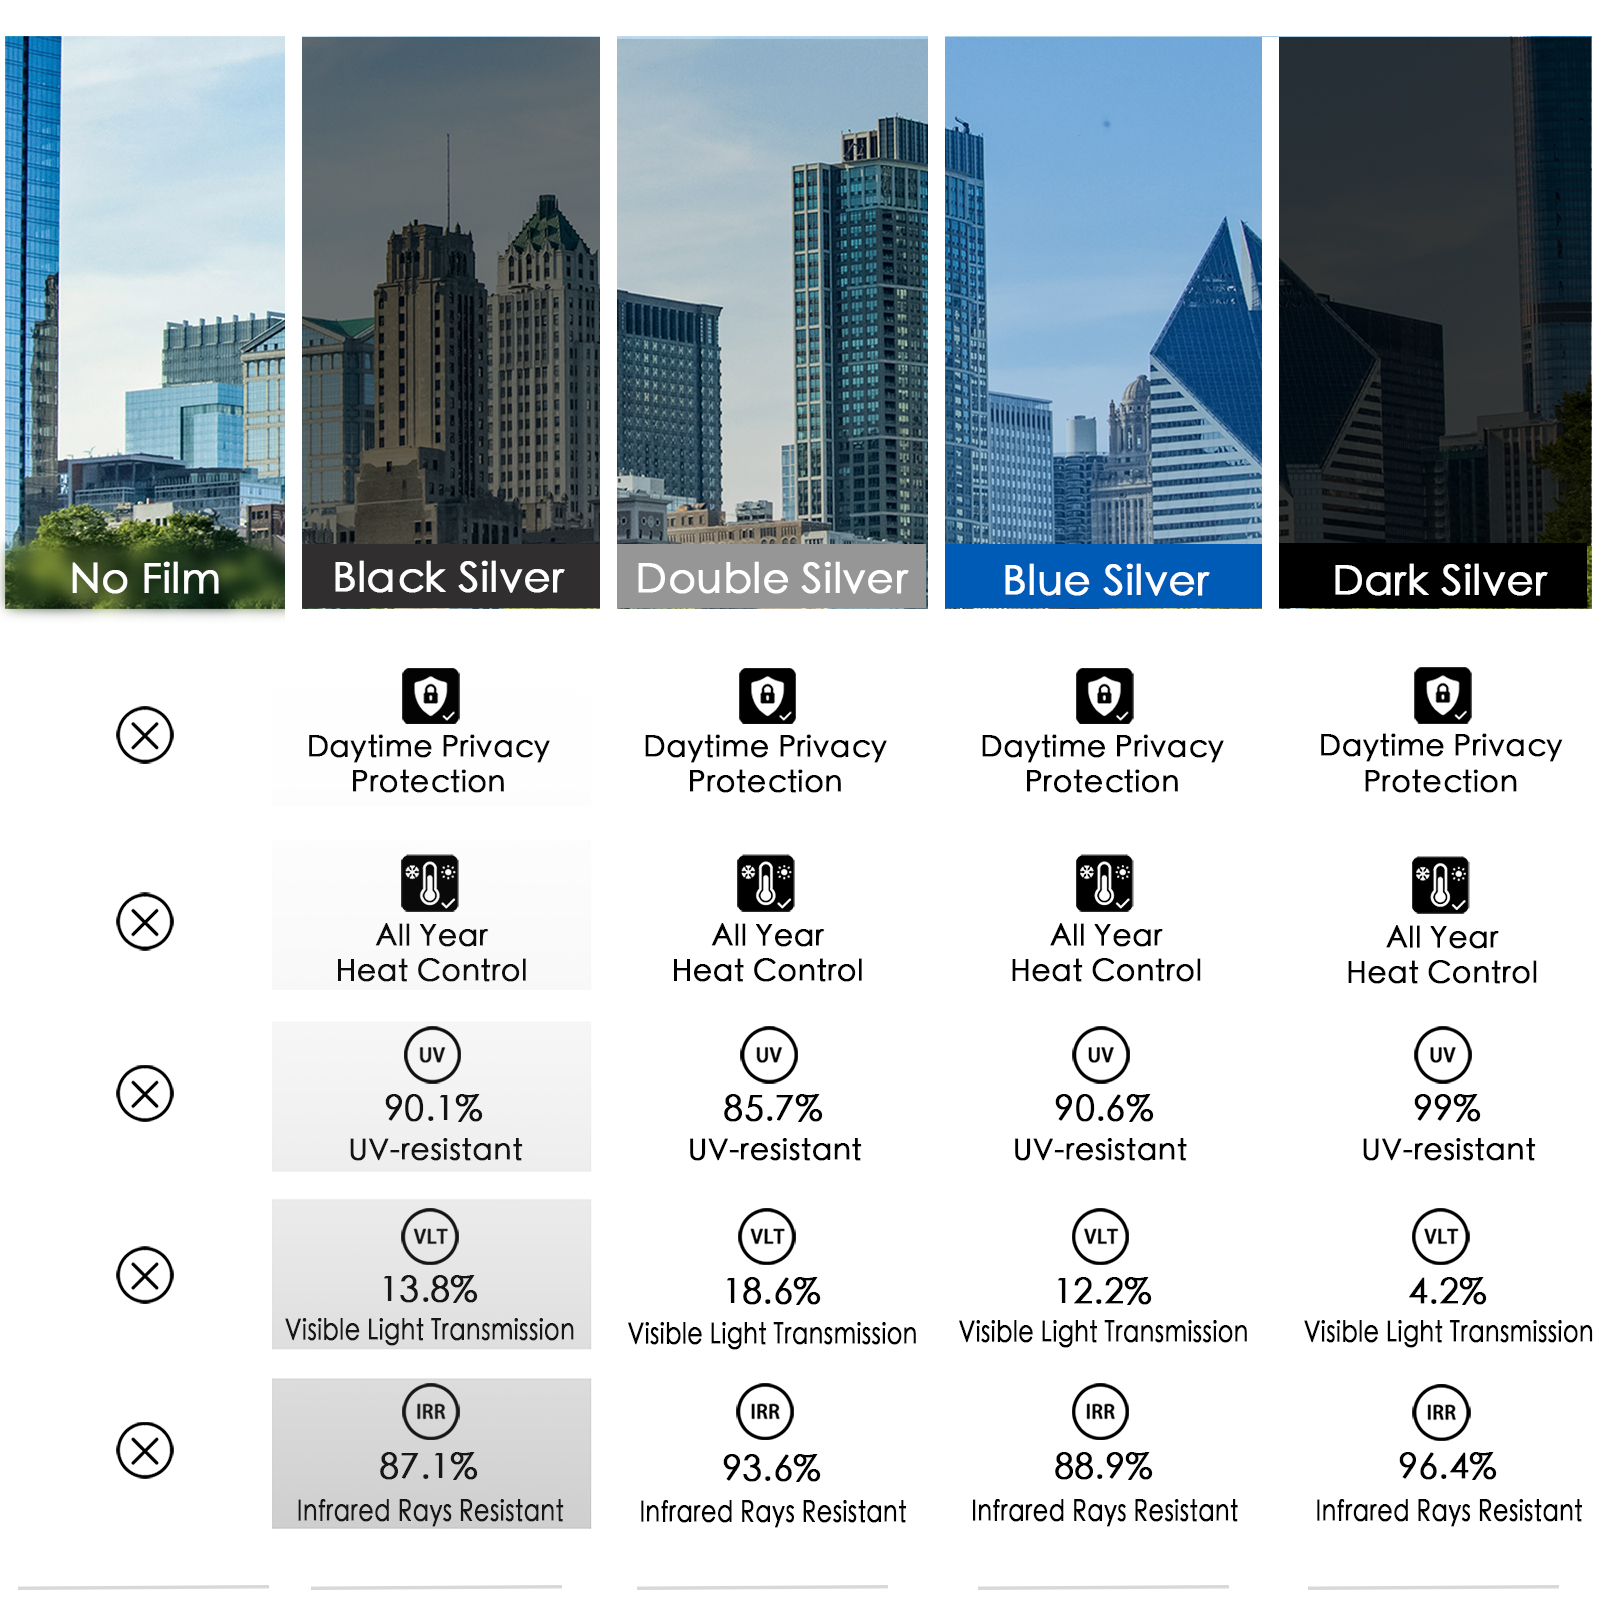 No Film
Black Silver
Double Silver
Blue Silver
Dark Silver
Daytime Privacy
Protection
Daytime Privacy
Protection
Daytime Privacy
Protection
Daytime Privacy
Protection
All Year
Heat Control
All Year
Heat Control
All Year
Heat Control
All Year
Heat Control
UV
90.1%
UV-resistant
UV
85.7%
UV-resistant
UV
90.6%
UV-resistant
UV
99%
UV-resistant
VLT
13.8%
Visible Light Transmission
VLT
18.6%
Visible Light Transmission
VLT
12.2%
Visible Light Transmission
VLT
4.2%
Visible Light Transmission
IRR
87.1%
Infrared Rays Resistant
IRR
93.6%
Infrared Rays Resistant
IRR
88.9%
Infrared Rays Resistant
IRR
96.4%
Infrared Rays Resistant